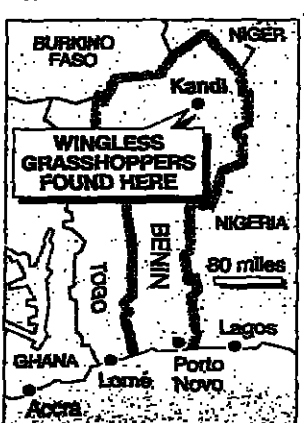 BURKINO
FASO
NIGER
Kandi
WINGLESS
GRASSHOPPERS
FOUND HERE
NIGERIA
BENIN
TOGO
80 miles
Lagos
GHANA
Lomé
Porto
Novo
Accra